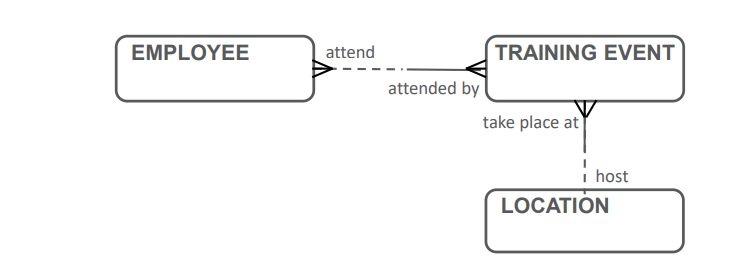 EMPLOYEE
attend
TRAINING EVENT
attended by
take place at
host
LOCATION